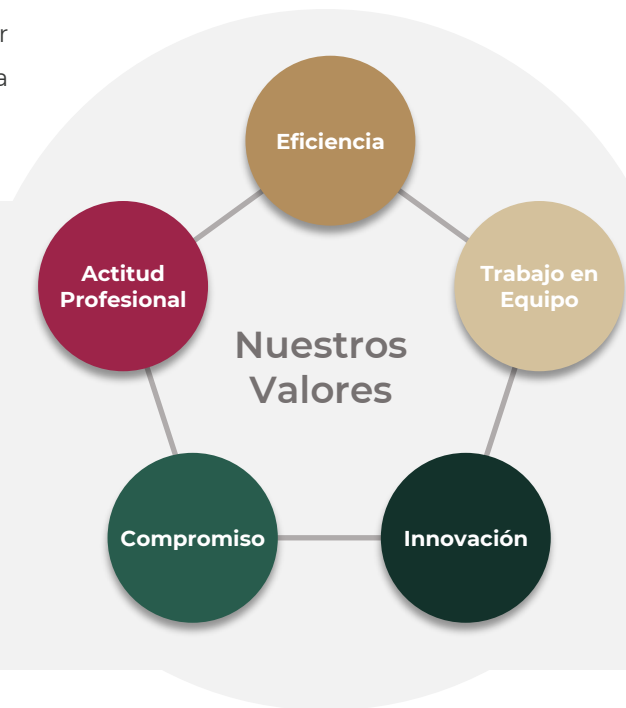 r
a
Eficiencia
Actitud
Profesional
Trabajo en
Equipo
Nuestros
Valores
Compromiso
Innovación